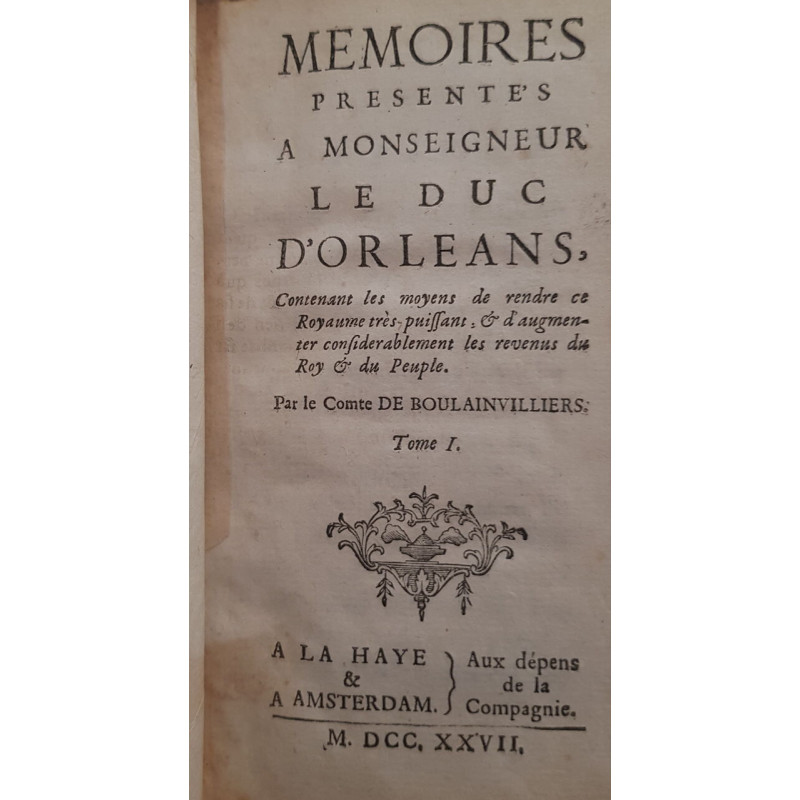 MEMOIRES
PRESENTE'S
A MONSEIGNEUR
LE DUC
D'ORLEANS,
Contenant les moyens de rendre ce
Royaume très-puissant, & d'augmen-
ter considerablement les revenus du
Roy & du Peuple.
Par le Comte DE BOULAINVILLIERS.
Tome I.
A LA HAYE
&
A AMSTERDAM.
Aux dépens
de la
Compagnie.
M. DCC. XXVII.